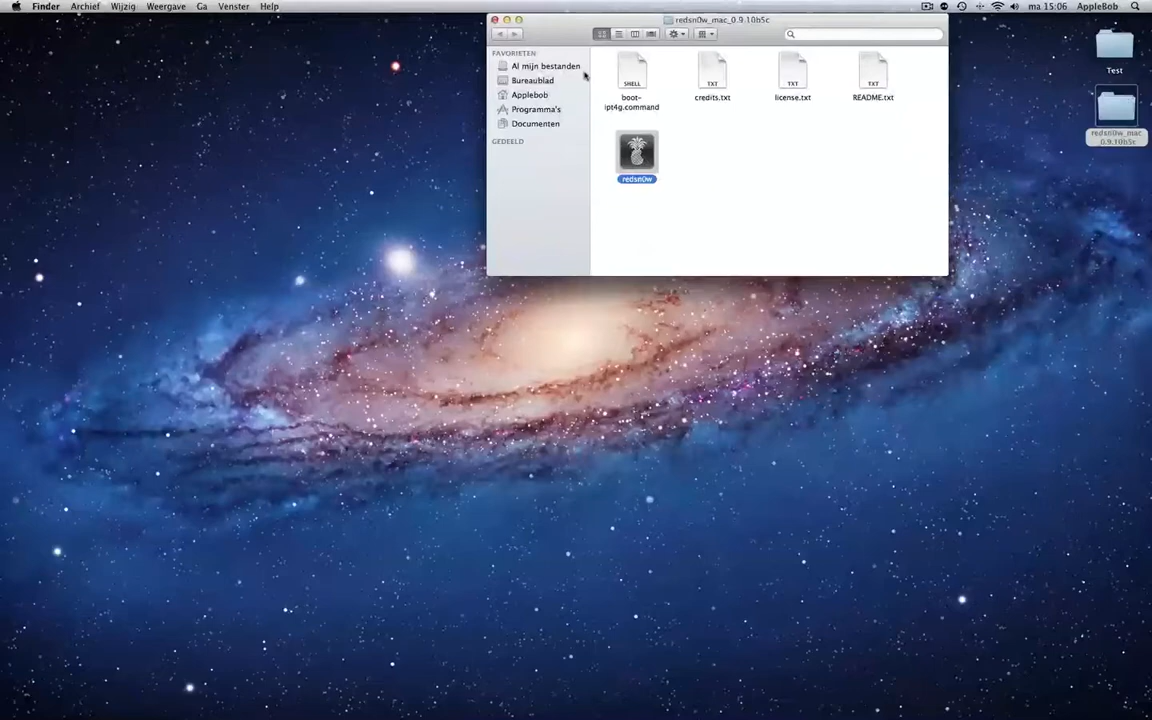 Finder Archief Wijzig Weergave Ga Venster Help ma 15:06 AppleBob
redsn0w_mac_0.9.10b5c
FAVORIETEN
Al mijn bestanden
Bureaublad
Applebob
Programma's
Documenten
GEDEELD
SHELL
boot-
ipt4g.command
TXT
credits.txt
TXT
license.txt
TXT
README.txt
redsn0w
Test
redsn0w_mac
_0.9.10b5c